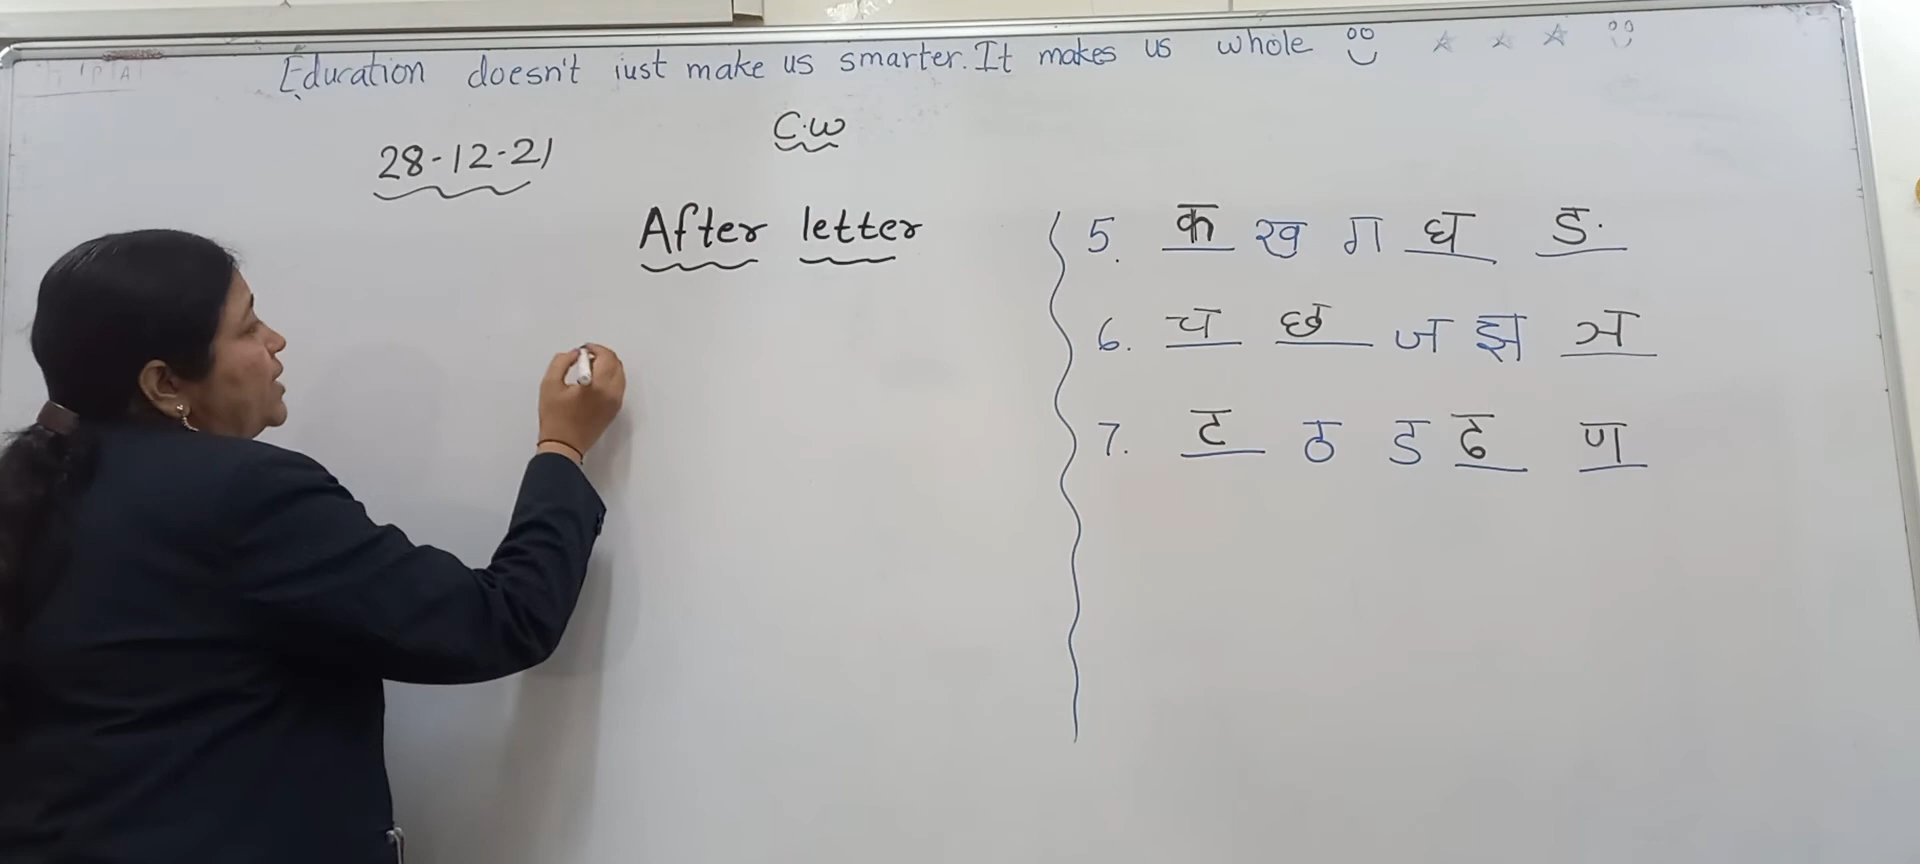 Education doesn't just make us smarter. It makes us whole
C.W
28-12-21
After letter
5. क ख ग घ ङ
6. च छ ज झ ञ
7. ट ठ ड ढ ण